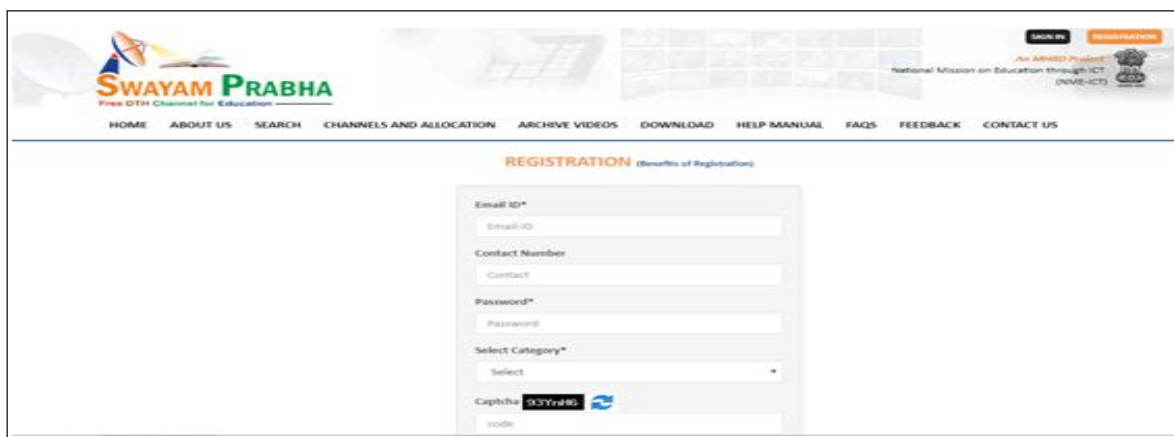 SIGN IN REGISTRATION
An MHRD Project
National Mission on Education through ICT
(NME-ICT)
SWAYAM PRABHA
Free DTH Channel for Education
HOME ABOUT US SEARCH CHANNELS AND ALLOCATION ARCHIVE VIDEOS DOWNLOAD HELP MANUAL FAQS FEEDBACK CONTACT US
REGISTRATION (Benefits of Registration)
Email ID*
Email-ID
Contact Number
Contact
Password*
Password
Select Category*
Select
Captcha 93YnH6
code